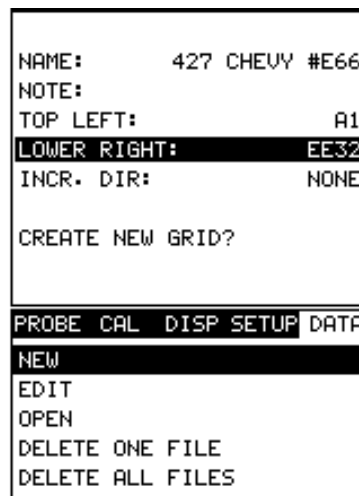 NAME: 427 CHEVY #E66
NOTE:
TOP LEFT: A1
LOWER RIGHT: EE32
INCR. DIR: NONE
CREATE NEW GRID?
PROBE CAL DISP SETUP DATA
NEW
EDIT
OPEN
DELETE ONE FILE
DELETE ALL FILES